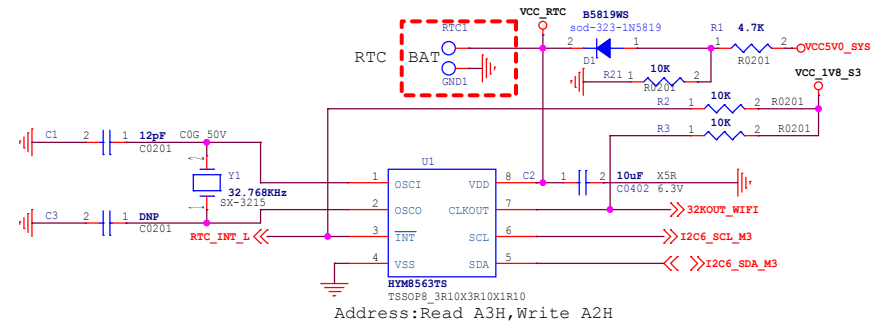 VCC_RTC
B5819WS
sod-323-1N5819
RTC1
R1
4.7K
RTC BAT
1
2
1
1
2
VCC5V0_SYS
D1
R0201
GND1
R21
1
10K
2
R0201
VCC_1V8_S3
10K
R2
1
2
R0201
10K
R3
1
2
R0201
C1
2
1
12pF
C0G 50V
C0201
2
Y1
32.768KHz
SX-3215
1
C3
2
1
DNP
C0201
RTC_INT_L
U1
1
OSCI
VDD
8
2
OSCO
CLKOUT
7
3
INT
SCL
6
4
VSS
SDA
5
HYM8563TS
TSSOP8_3R10X3R10X1R10
C2
1
2
10uF
X5R
C0402
6.3V
32KOUT_WIFI
I2C6_SCL_M3
I2C6_SDA_M3
Address:Read A3H,Write A2H